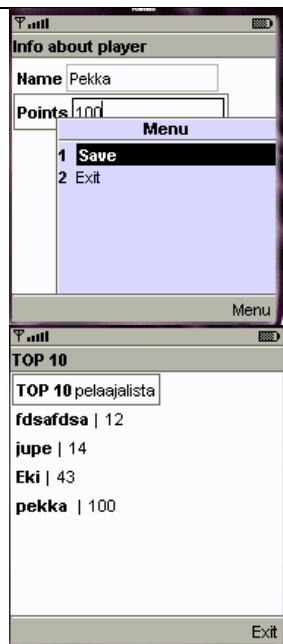 Info about player
Name Pekka
Points 100
Menu
1 Save
2 Exit
Menu
TOP 10
TOP 10 pelaajalista
fdsafdsa | 12
jupe | 14
Eki | 43
pekka | 100
Exit